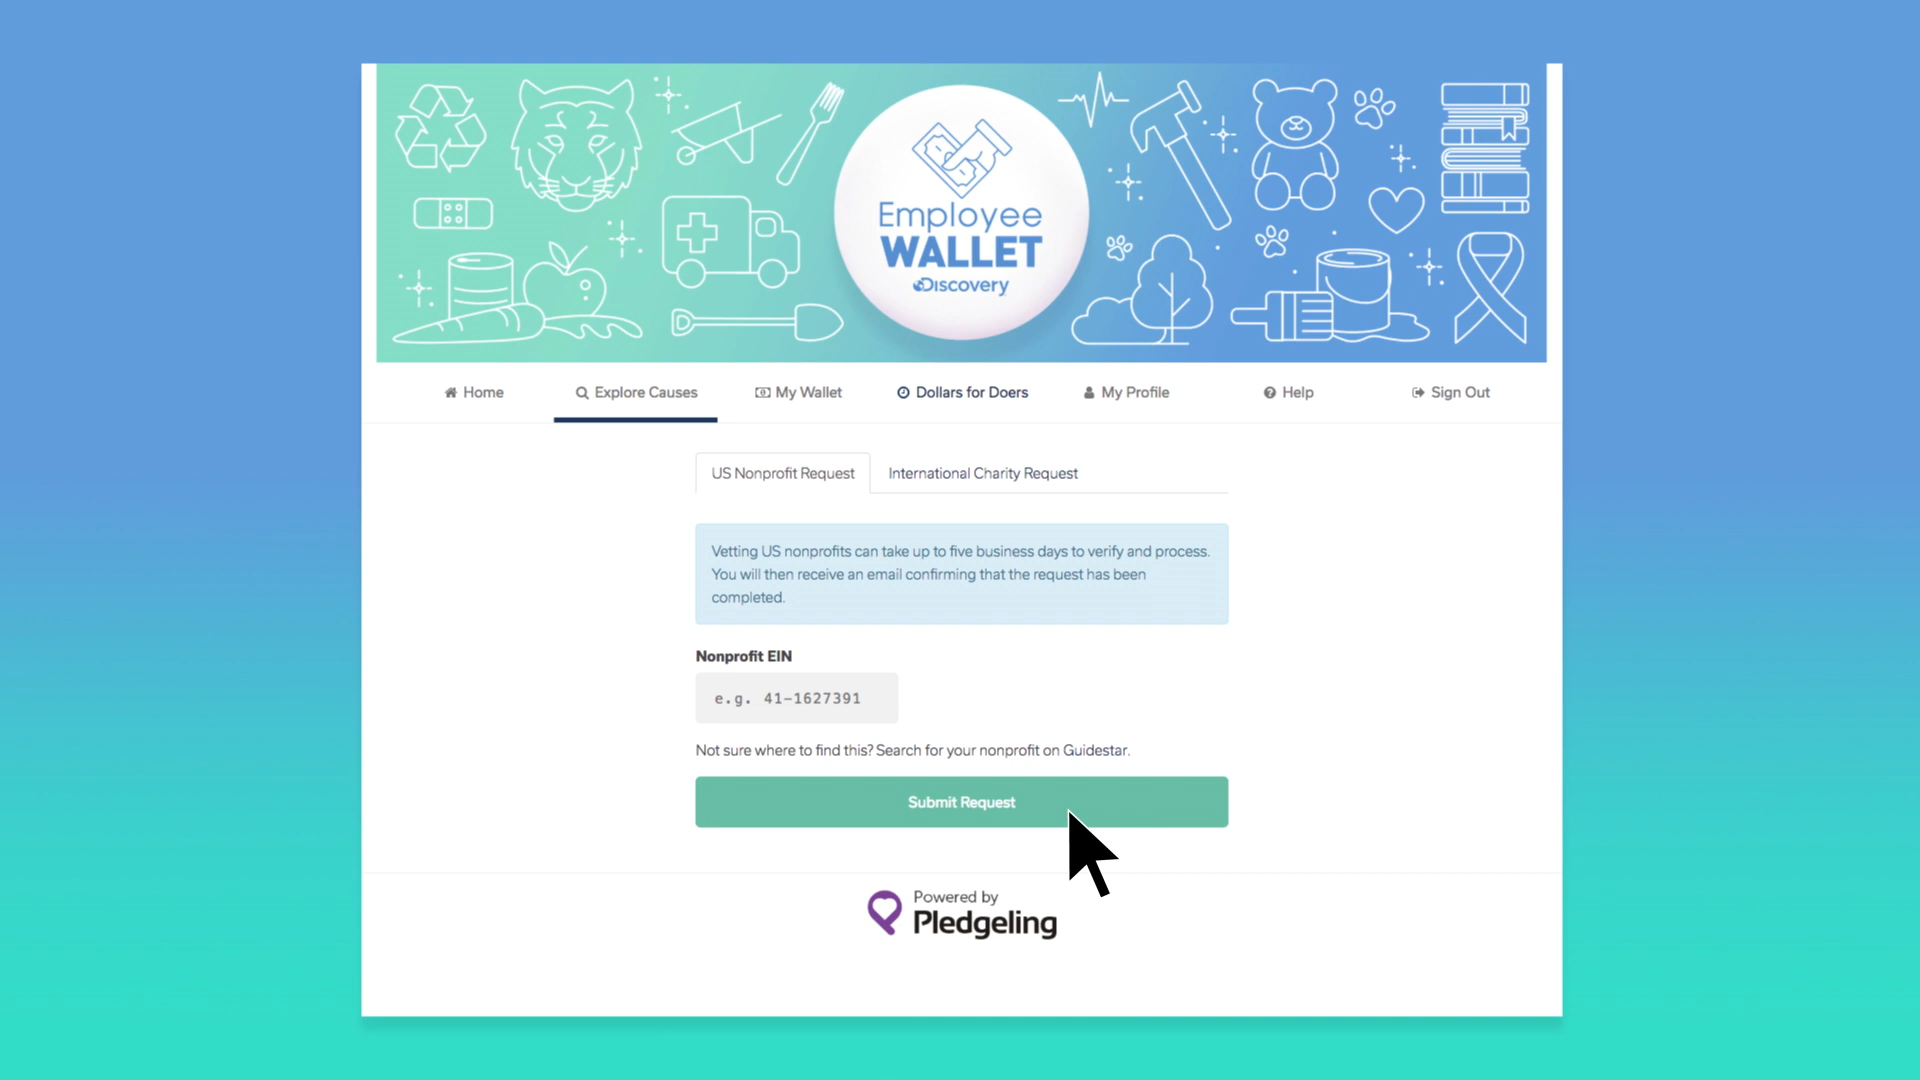 Employee
WALLET
Discovery
Home
Explore Causes
My Wallet
Dollars for Doers
My Profile
Help
Sign Out
US Nonprofit Request
International Charity Request
Vetting US nonprofits can take up to five business days to verify and process.
You will then receive an email confirming that the request has been
completed.
Nonprofit EIN
e.g. 41-1627391
Not sure where to find this? Search for your nonprofit on Guidestar.
Submit Request
Powered by
Pledgeling